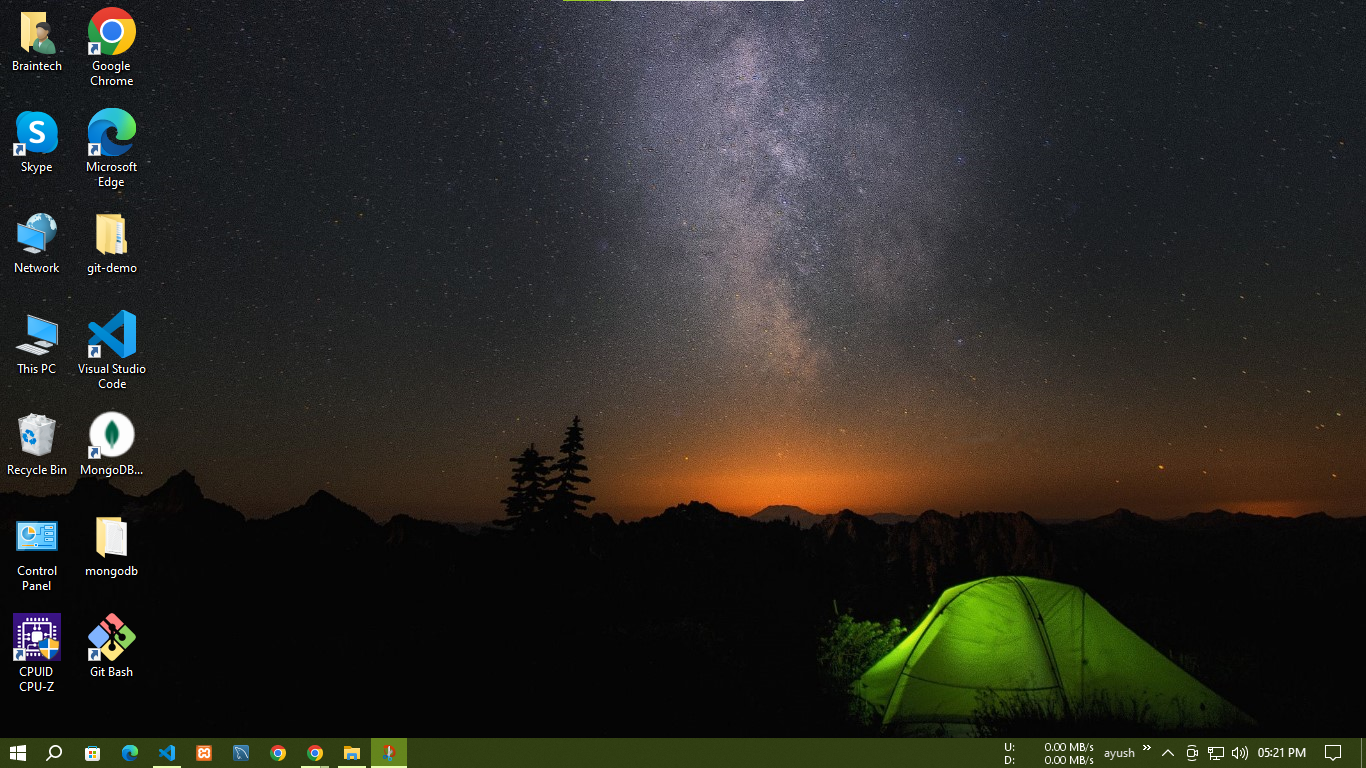 Braintech
Google
Chrome
Skype
Microsoft
Edge
Network
git-demo
This PC
Visual Studio
Code
Recycle Bin
MongoDB...
Control
Panel
mongodb
CPUID
CPU-Z
Git Bash
U: 0.00 MB/s
D: 0.00 MB/s
ayush
05:21 PM